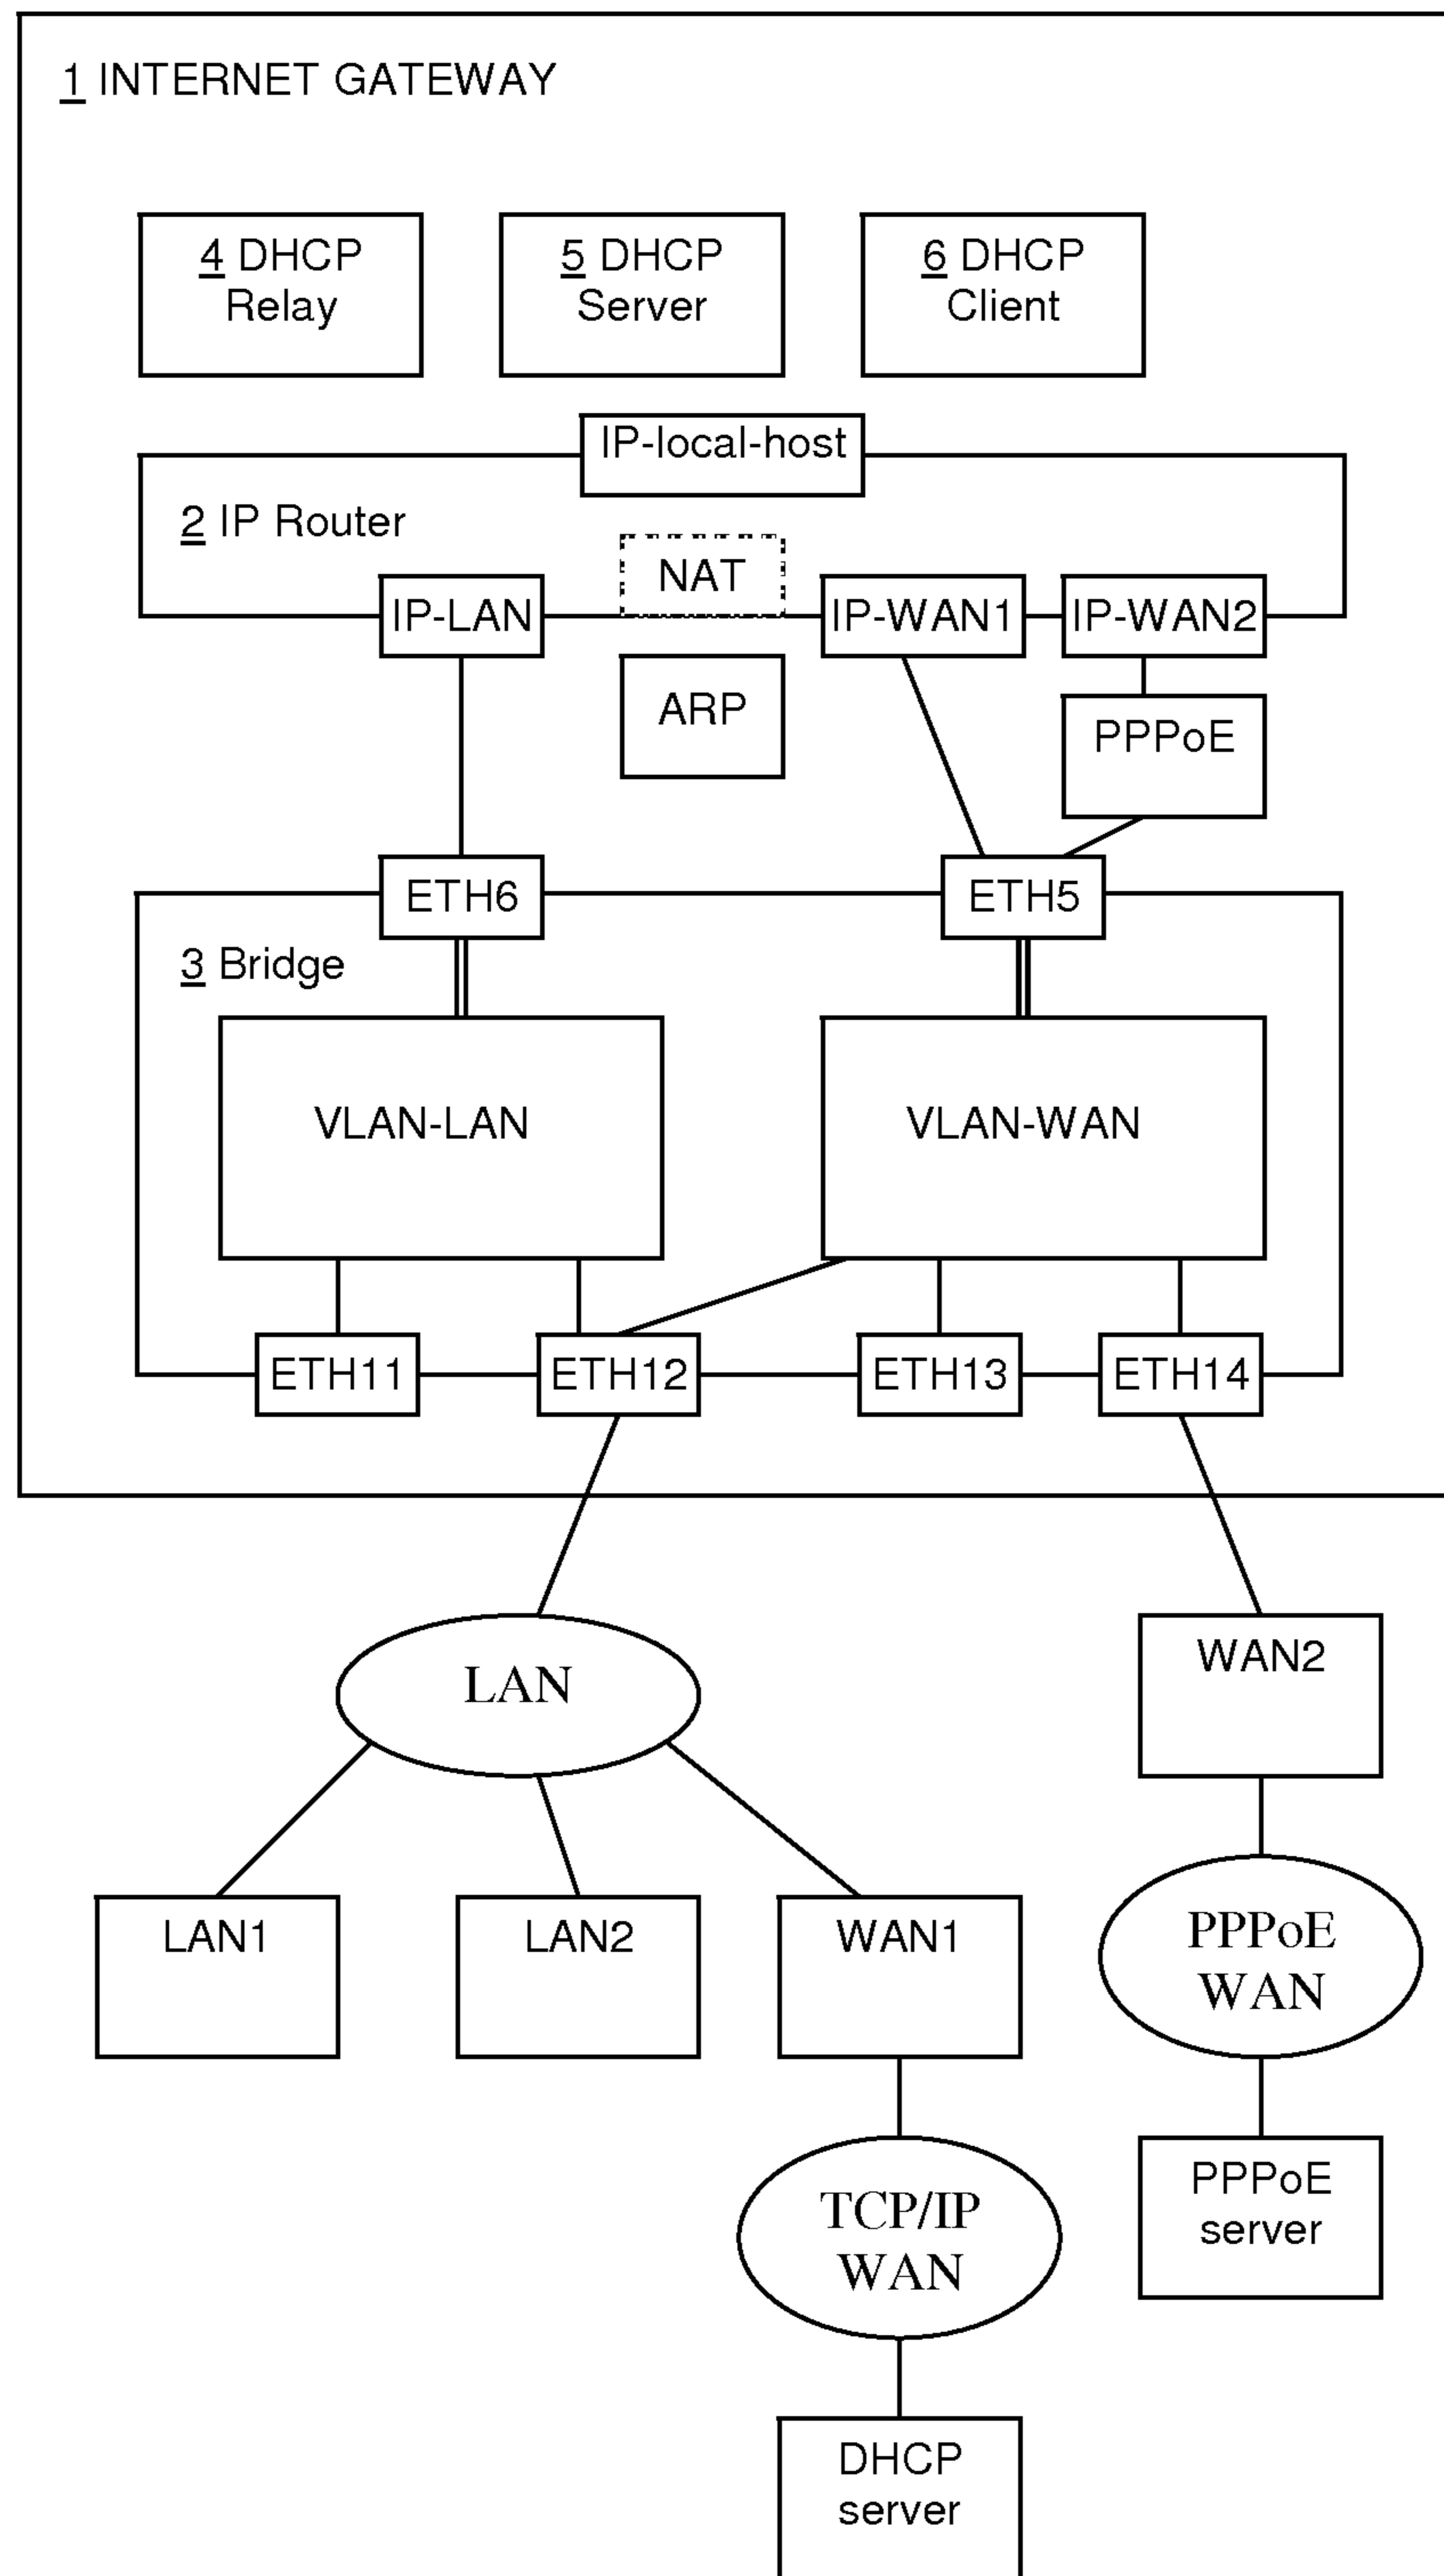 1 INTERNET GATEWAY
4 DHCP
Relay
5 DHCP
Server
6 DHCP
Client
IP-local-host
2 IP Router
NAT
IP-LAN
IP-WAN1
IP-WAN2
ARP
PPPoE
ETH6
ETH5
3 Bridge
VLAN-LAN
VLAN-WAN
ETH11
ETH12
ETH13
ETH14
LAN
WAN2
LAN1
LAN2
WAN1
PPPoE
WAN
TCP/IP
WAN
PPPoE
server
DHCP
server